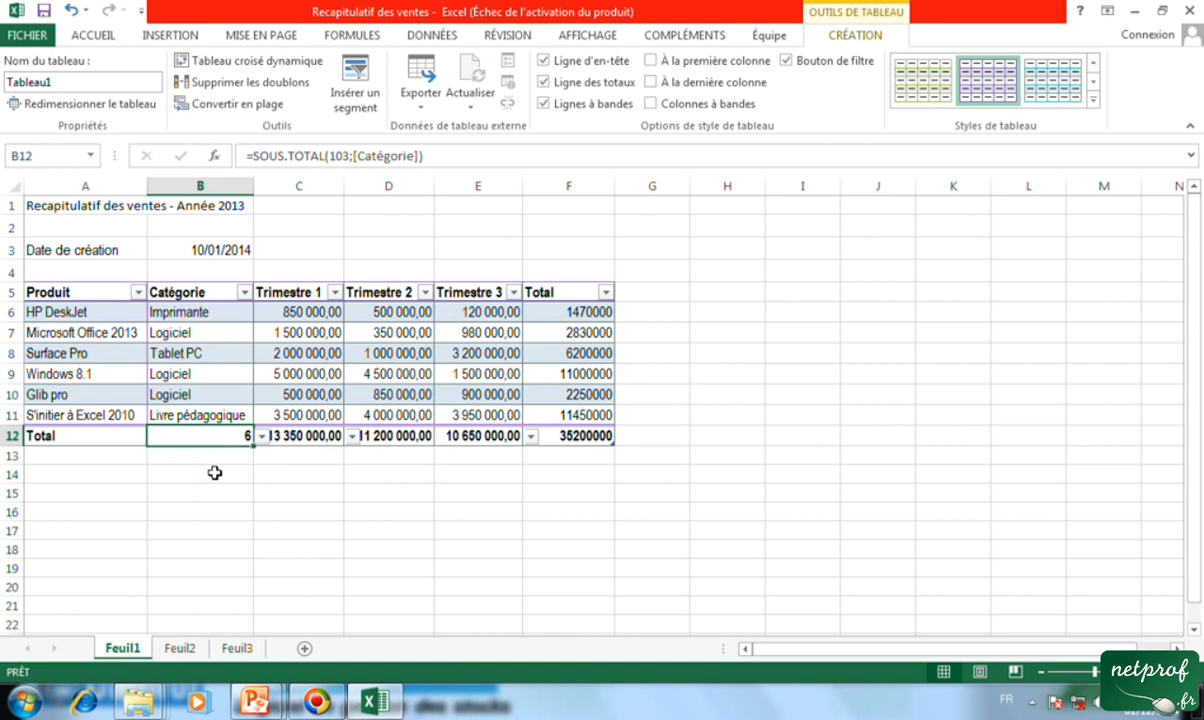 Recapitulatif des ventes - Excel (Échec de l'activation du produit)
OUTILS DE TABLEAU
FICHIER ACCUEIL INSERTION MISE EN PAGE FORMULES DONNÉES RÉVISION AFFICHAGE COMPLÉMENTS Équipe CRÉATION Connexion
Nom du tableau :
Tableau1
Redimensionner le tableau
Propriétés
Tableau croisé dynamique
Supprimer les doublons
Convertir en plage
Insérer un segment
Outils
Exporter Actualiser
Données de tableau externe
Ligne d'en-tête À la première colonne Bouton de filtre
Ligne des totaux À la dernière colonne
Lignes à bandes Colonnes à bandes
Options de style de tableau
Styles de tableau
B12 fx =SOUS.TOTAL(103;[Catégorie])
A B C D E F G H I J K L M N
1 Recapitulatif des ventes - Année 2013
2
3 Date de création 10/01/2014
4
5 Produit Catégorie Trimestre 1 Trimestre 2 Trimestre 3 Total
6 HP DeskJet Imprimante 850 000,00 500 000,00 120 000,00 1470000
7 Microsoft Office 2013 Logiciel 1 500 000,00 350 000,00 980 000,00 2830000
8 Surface Pro Tablet PC 2 000 000,00 1 000 000,00 3 200 000,00 6200000
9 Windows 8.1 Logiciel 5 000 000,00 4 500 000,00 1 500 000,00 11000000
10 Glib pro Logiciel 500 000,00 850 000,00 900 000,00 2250000
11 S'initier à Excel 2010 Livre pédagogique 3 500 000,00 4 000 000,00 3 950 000,00 11450000
12 Total 6 13 350 000,00 11 200 000,00 10 650 000,00 35200000
13
14
15
16
17
18
19
20
21
22
Feuil1 Feuil2 Feuil3
PRÊT
netprof
.fr
FR